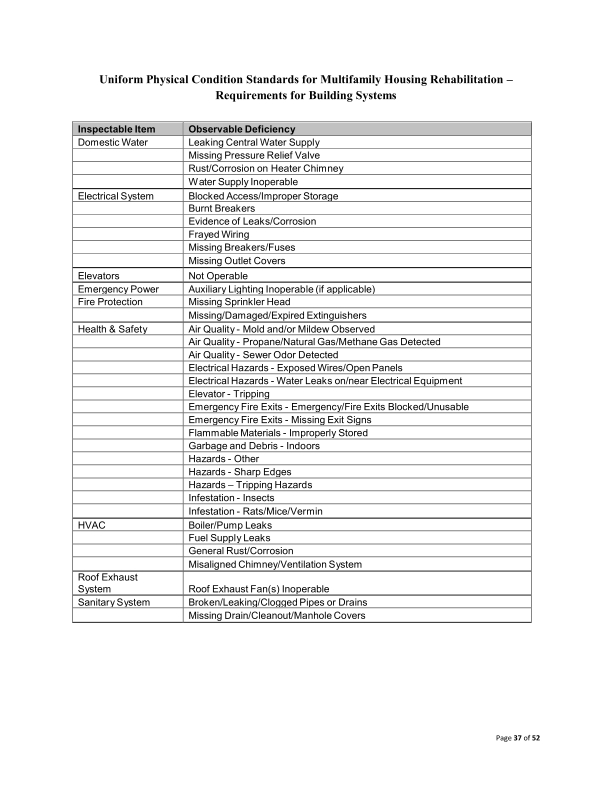 Uniform Physical Condition Standards for Multifamily Housing Rehabilitation –
Requirements for Building Systems
Inspectable Item Observable Deficiency
Domestic Water Leaking Central Water Supply
Missing Pressure Relief Valve
Rust/Corrosion on Heater Chimney
Water Supply Inoperable
Electrical System Blocked Access/Improper Storage
Burnt Breakers
Evidence of Leaks/Corrosion
Frayed Wiring
Missing Breakers/Fuses
Missing Outlet Covers
Elevators Not Operable
Emergency Power Auxiliary Lighting Inoperable (if applicable)
Fire Protection Missing Sprinkler Head
Missing/Damaged/Expired Extinguishers
Health & Safety Air Quality - Mold and/or Mildew Observed
Air Quality - Propane/Natural Gas/Methane Gas Detected
Air Quality - Sewer Odor Detected
Electrical Hazards - Exposed Wires/Open Panels
Electrical Hazards - Water Leaks on/near Electrical Equipment
Elevator - Tripping
Emergency Fire Exits - Emergency/Fire Exits Blocked/Unusable
Emergency Fire Exits - Missing Exit Signs
Flammable Materials - Improperly Stored
Garbage and Debris - Indoors
Hazards - Other
Hazards - Sharp Edges
Hazards – Tripping Hazards
Infestation - Insects
Infestation - Rats/Mice/Vermin
HVAC Boiler/Pump Leaks
Fuel Supply Leaks
General Rust/Corrosion
Misaligned Chimney/Ventilation System
Roof Exhaust
System Roof Exhaust Fan(s) Inoperable
Sanitary System Broken/Leaking/Clogged Pipes or Drains
Missing Drain/Cleanout/Manhole Covers
Page 37 of 52